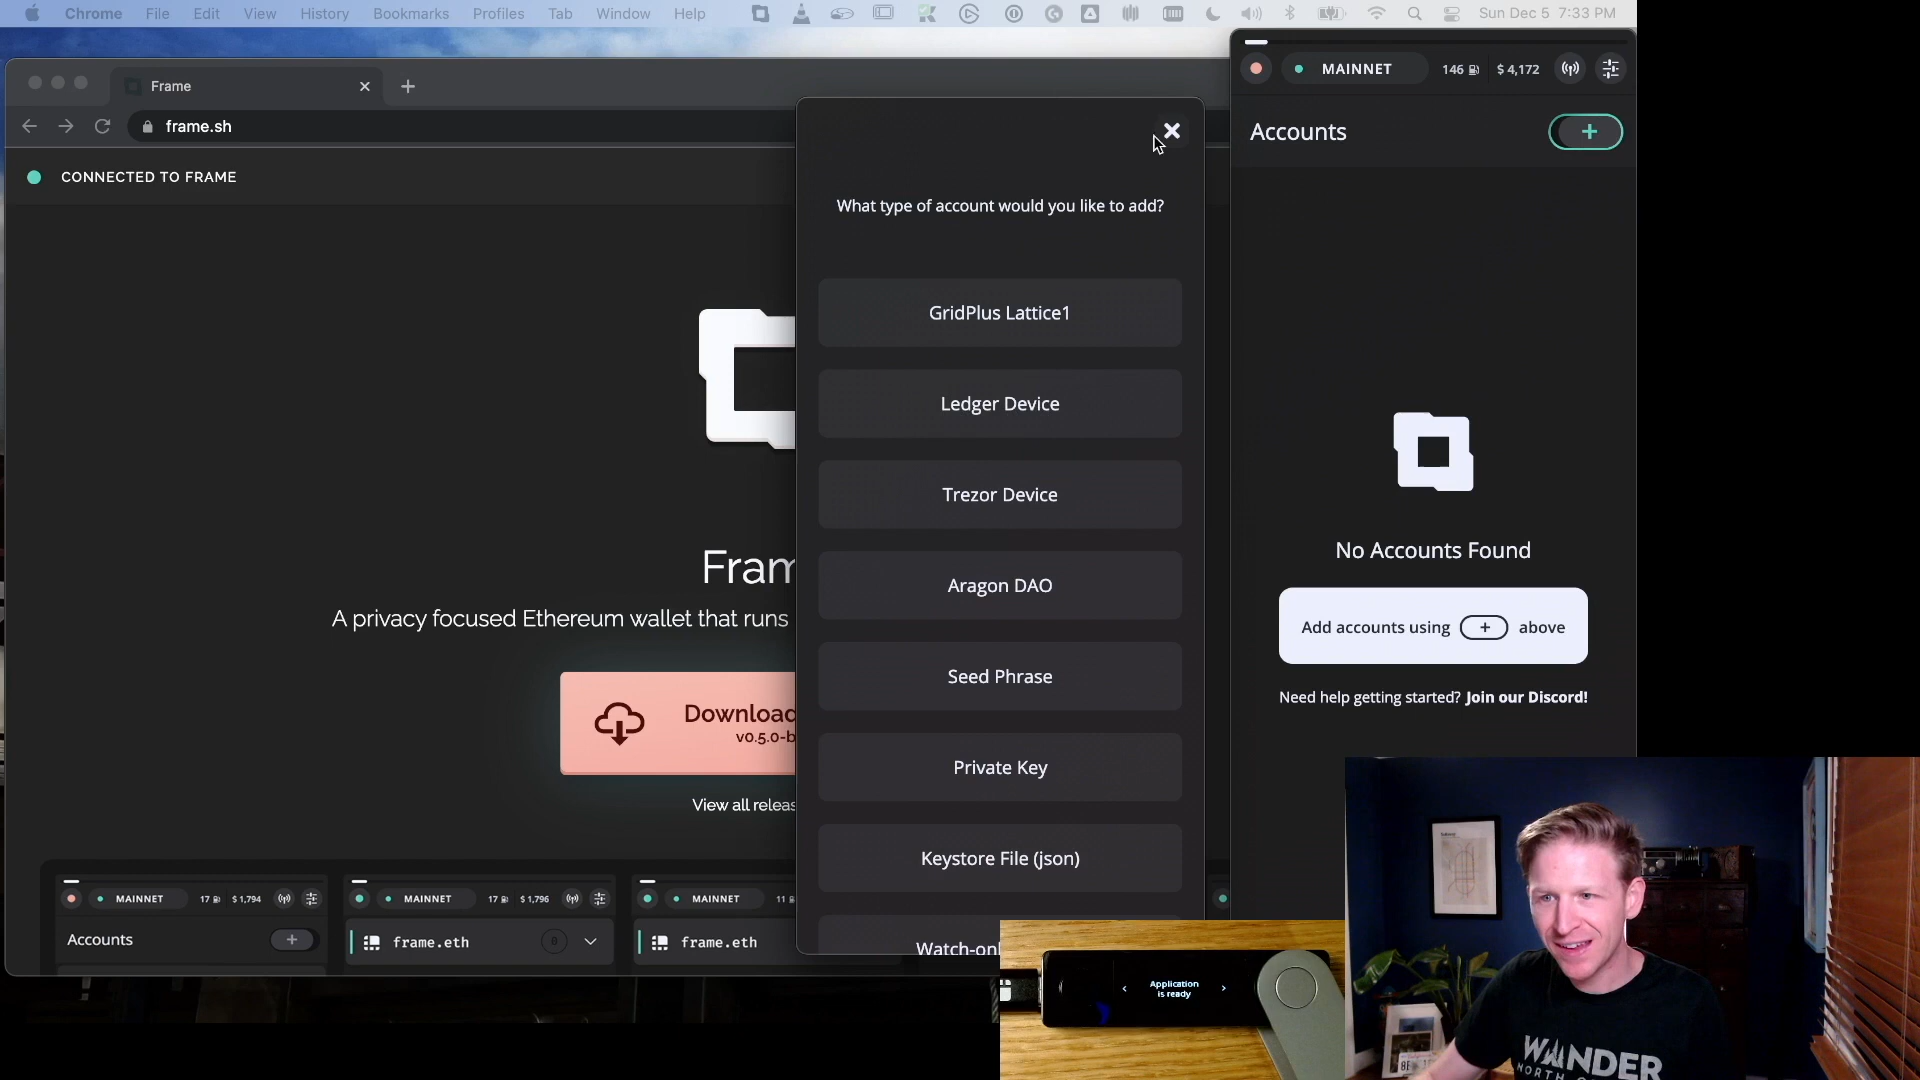 Chrome File Edit View History Bookmarks Profiles Tab Window Help Sun Dec 5 7:33 PM
Frame
frame.sh
CONNECTED TO FRAME
Fram
A privacy focused Ethereum wallet that runs
Download
v0.5.0-b
View all releas
MAINNET 17 $ 1,794
Accounts +
MAINNET 17 $ 1,796
frame.eth 0
MAINNET 11
frame.eth
What type of account would you like to add?
GridPlus Lattice1
Ledger Device
Trezor Device
Aragon DAO
Seed Phrase
Private Key
Keystore File (json)
Watch-onl
MAINNET 146 $ 4,172
Accounts +
No Accounts Found
Add accounts using + above
Need help getting started? Join our Discord!
Application
is ready
WANDER